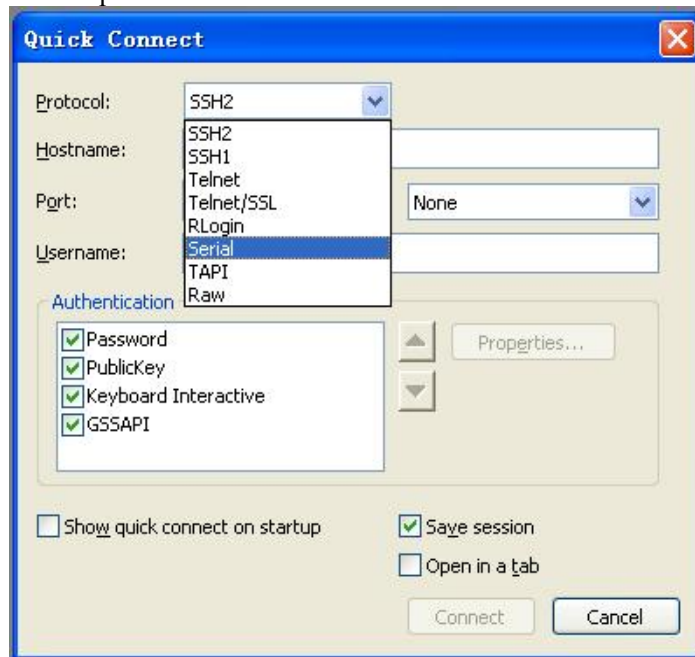 Quick Connect
Protocol: SSH2
SSH2
Hostname:
SSH1
Telnet
Port: Telnet/SSL None
RLogin
Username: Serial
TAPI
Raw
Authentication
Password
Properties...
PublicKey
Keyboard Interactive
GSSAPI
Show quick connect on startup Save session
Open in a tab
Connect Cancel